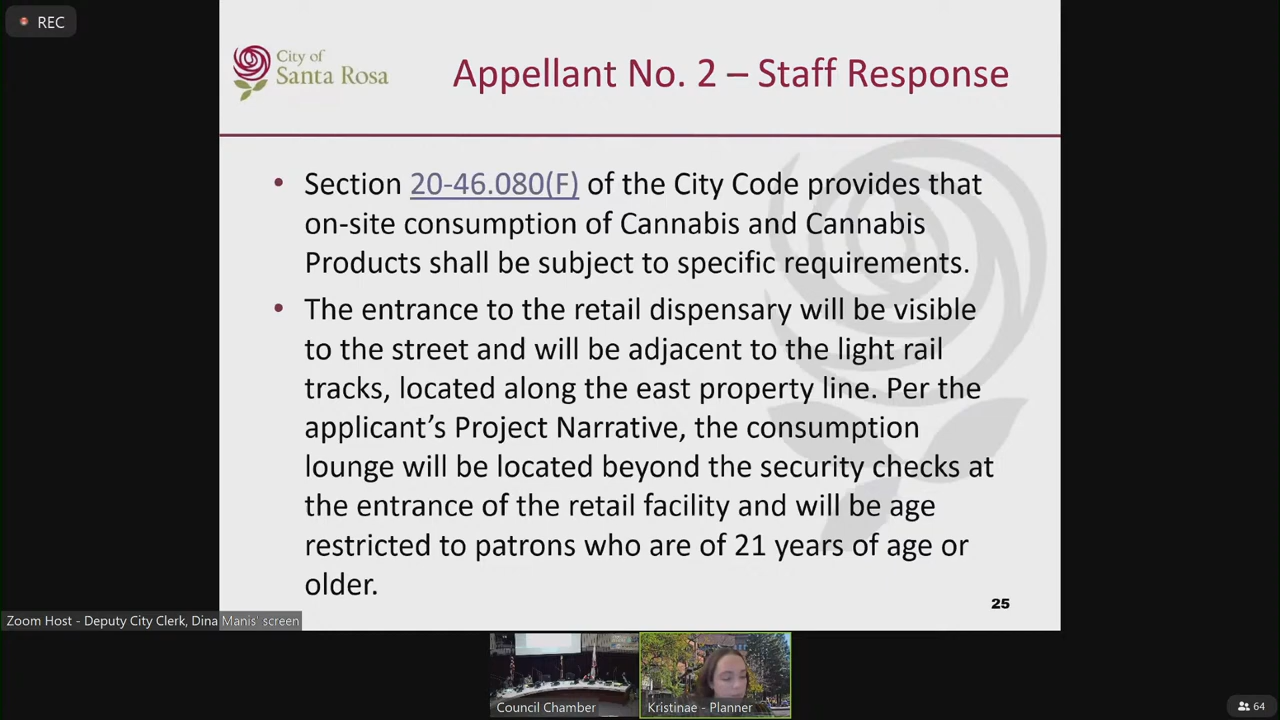 REC
City of
Santa Rosa
Appellant No. 2 – Staff Response
• Section 20-46.080(F) of the City Code provides that
on-site consumption of Cannabis and Cannabis
Products shall be subject to specific requirements.
• The entrance to the retail dispensary will be visible
to the street and will be adjacent to the light rail
tracks, located along the east property line. Per the
applicant’s Project Narrative, the consumption
lounge will be located beyond the security checks at
the entrance of the retail facility and will be age
restricted to patrons who are of 21 years of age or
older.
25
Zoom Host - Deputy City Clerk, Dina Manis' screen
Council Chamber
Kristinae - Planner
64